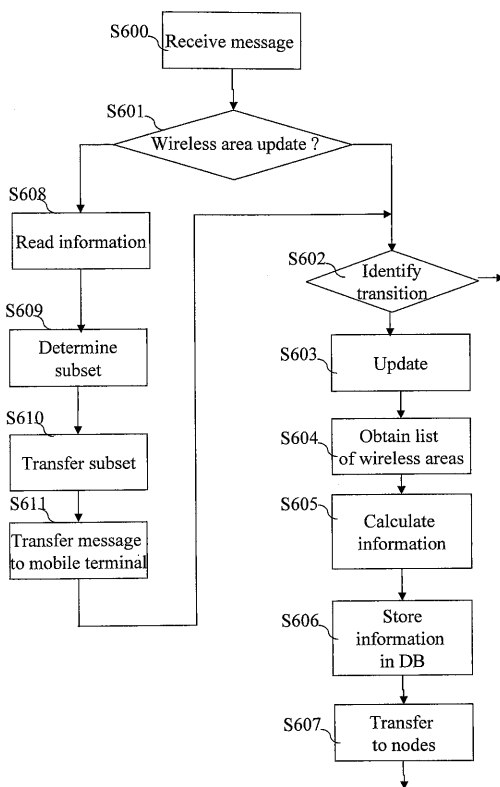 S600
Receive message
S601
Wireless area update ?
S608
Read information
S609
Determine
subset
S610
Transfer subset
S611
Transfer message
to mobile terminal
S602
Identify
transition
S603
Update
S604
Obtain list
of wireless areas
S605
Calculate
information
S606
Store
information
in DB
S607
Transfer
to nodes